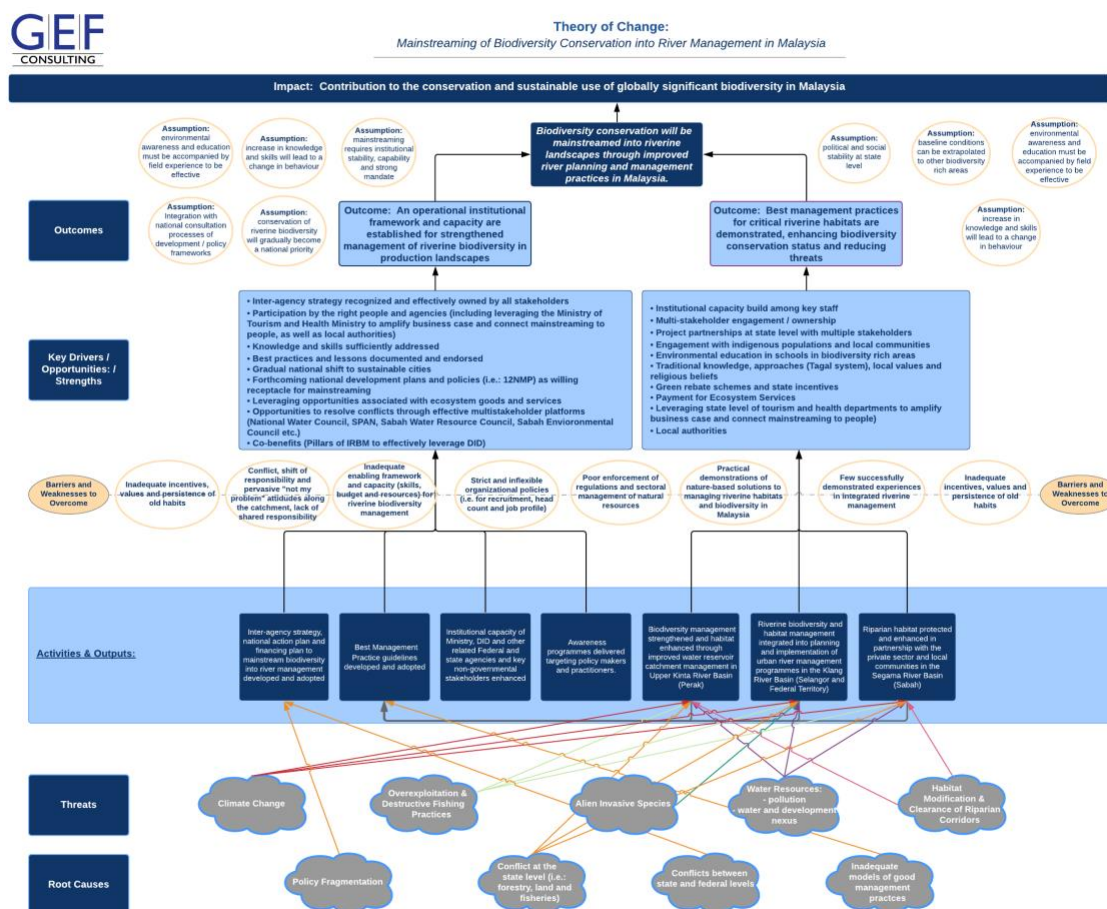 GEF
CONSULTING
Theory of Change:
Mainstreaming of Biodiversity Conservation into River Management in Malaysia
Impact: Contribution to the conservation and sustainable use of globally significant biodiversity in Malaysia
Assumption:
environmental
awareness and education
must be accompanied by
field experience to be
effective
Assumption:
increase in knowledge
and skills will lead to a
change in behaviour
Assumption:
mainstreaming
requires institutional
stability, capability
and strong
mandate
Biodiversity conservation will be
mainstreamed into riverine
landscapes through improved
river planning and management
practices in Malaysia.
Assumption:
political and social
stability at state
level
Assumption:
baseline conditions
can be extrapolated
to other biodiversity
rich areas
Assumption:
environmental
awareness and
education must be
accompanied by field
experience to be
effective
Outcomes
Assumption:
Integration with
national consultation
processes of
development / policy
frameworks
Assumption:
conservation of
riverine biodiversity
will gradually become
a national priority
Outcome: An operational institutional
framework and capacity are
established for strengthened
management of riverine biodiversity in
production landscapes
Outcome: Best management practices
for critical riverine habitats are
demonstrated, enhancing biodiversity
conservation status and reducing
threats
Assumption:
increase in
knowledge and skills
will lead to a change
in behaviour
Key Drivers /
Opportunities: /
Strengths
• Inter-agency strategy recognized and effectively owned by all stakeholders
• Participation by the right people and agencies (including leveraging the Ministry of
Tourism and Health Ministry to amplify business case and connect mainstreaming to
people, as well as local authorities)
• Knowledge and skills sufficiently addressed
• Best practices and lessons documented and endorsed
• Gradual national shift to sustainable cities
• Forthcoming national development plans and policies (i.e.: 12NMP) as willing
receptacle for mainstreaming
• Leveraging opportunities associated with ecosystem goods and services
• Opportunities to resolve conflicts through effective multistakeholder platforms
(National Water Council, SPAN, Sabah Water Resource Council, Sabah Envioronmental
Council etc.)
• Co-benefits (Pillars of IRBM to effectively leverage DID)
• Institutional capacity build among key staff
• Multi-stakeholder engagement / ownership
• Project partnerships at state level with multiple stakeholders
• Engagement with indigenous populations and local communities
• Environmental education in schools in biodiversity rich areas
• Traditional knowledge, approaches (Tagal system), local values and
religious beliefs
• Green rebate schemes and state incentives
• Payment for Ecosystem Services
• Leveraging state level of tourism and health departments to amplify
business case and connect mainstreaming to people)
• Local authorities
Barriers and
Weaknesses to
Overcome
Inadequate incentives,
values and persistence of
old habits
Conflict, shift of
responsibility and
pervasive "not my
problem" attidudes along
the catchment, lack of
shared responsibility
Inadequate
enabling framework
and capacity (skills,
budget and resources) for
riverine biodiversity
management
Strict and inflexible
organizational policies
(i.e. for recruitment, head
count and job profile)
Poor enforcement of
regulations and sectoral
management of natural
resources
Practical
demonstrations of
nature-based solutions to
managing riverine habitats
and biodiversity in
Malaysia
Few successfully
demonstrated experiences
in integrated riverine
management
Inadequate
incentives, values and
persistence of old
habits
Barriers and
Weaknesses to
Overcome
Activities & Outputs:
Inter-agency strategy,
national action plan and
financing plan to
mainstream biodiversity
into river management
developed and adopted
Best Management
Practice guidelines
developed and adopted
Institutional capacity of
Ministry, DID and other
related Federal and
state agencies and key
non-governmental
stakeholders enhanced
Awareness
programmes delivered
targeting policy makers
and practitioners.
Biodiversity management
strengthened and habitat
enhanced through
improved water reservoir
catchment management in
Upper Kinta River Basin
(Perak)
Riverine biodiversity and
habitat management
integrated into planning
and implementation of
urban river management
programmes in the Klang
River Basin (Selangor and
Federal Territory)
Riparian habitat protected
and enhanced in
partnership with the
private sector and local
communities in the
Segama River Basin
(Sabah)
Threats
Climate Change
Overexploitation &
Destructive Fishing
Practices
Alien Invasive Species
Water Resources:
- pollution
- water and development
nexus
Habitat
Modification &
Clearance of Riparian
Corridors
Root Causes
Policy Fragmentation
Conflict at the
state level (i.e.:
forestry, land and
fisheries)
Conflicts between
state and federal levels
Inadequate
models of good
management
practces